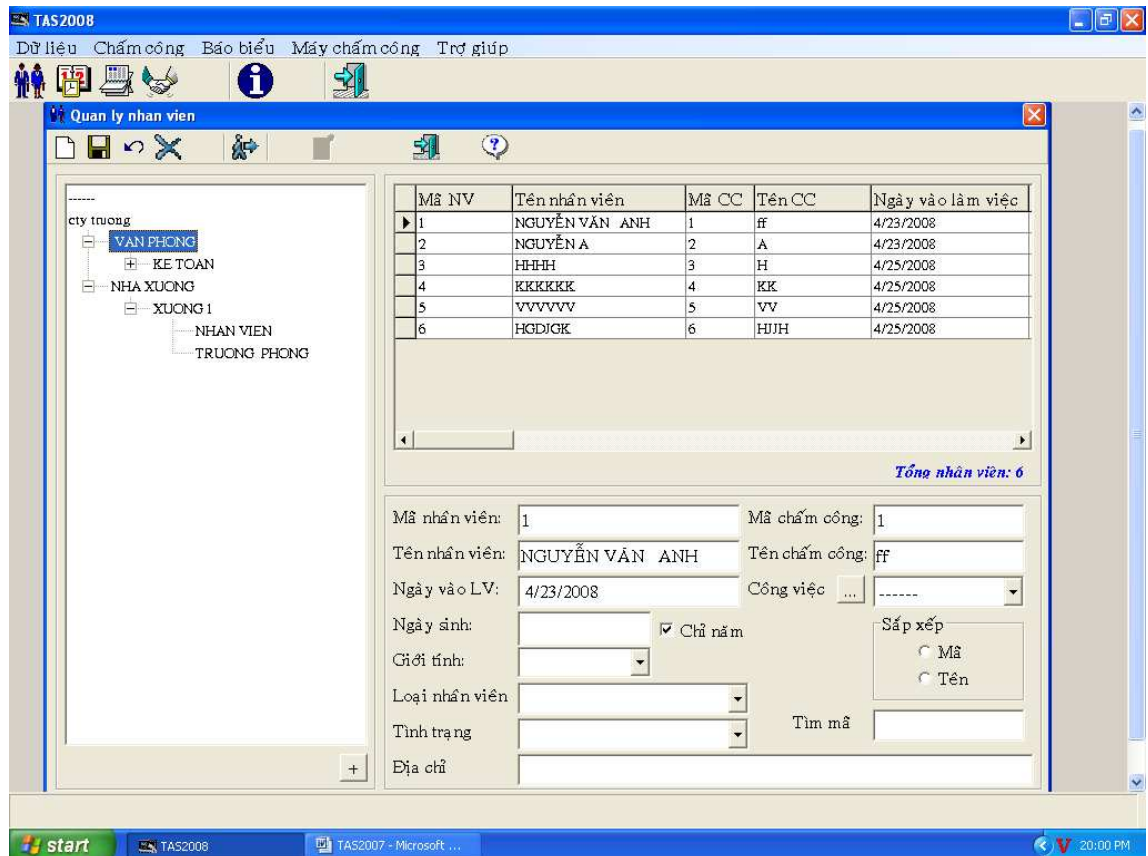 TAS2008
Dữ liệu Chấm công Báo biểu Máy chấm công Trợ giúp
Quan ly nhan vien
------
cty truong
VAN PHONG
KE TOAN
NHA XUONG
XUONG 1
NHAN VIEN
TRUONG PHONG
+
Mã NV Tên nhân viên Mã CC Tên CC Ngày vào làm việc
1 NGUYỄN VĂN ANH 1 ff 4/23/2008
2 NGUYỄN A 2 A 4/23/2008
3 HHHH 3 H 4/25/2008
4 KKKKKK 4 KK 4/25/2008
5 VVVVVV 5 VV 4/25/2008
6 HGDJGK 6 HJJH 4/25/2008
Tổng nhân viên: 6
Mã nhân viên: 1 Mã chấm công: 1
Tên nhân viên: NGUYỄN VĂN ANH Tên chấm công: ff
Ngày vào LV: 4/23/2008 Công việc ... ------
Ngày sinh: Chỉ năm Sắp xếp
Giới tính: Mã
Tên
Loại nhân viên
Tình trạng Tìm mã
Địa chỉ
start TAS2008 TAS2007 - Microsoft ... V 20:00 PM